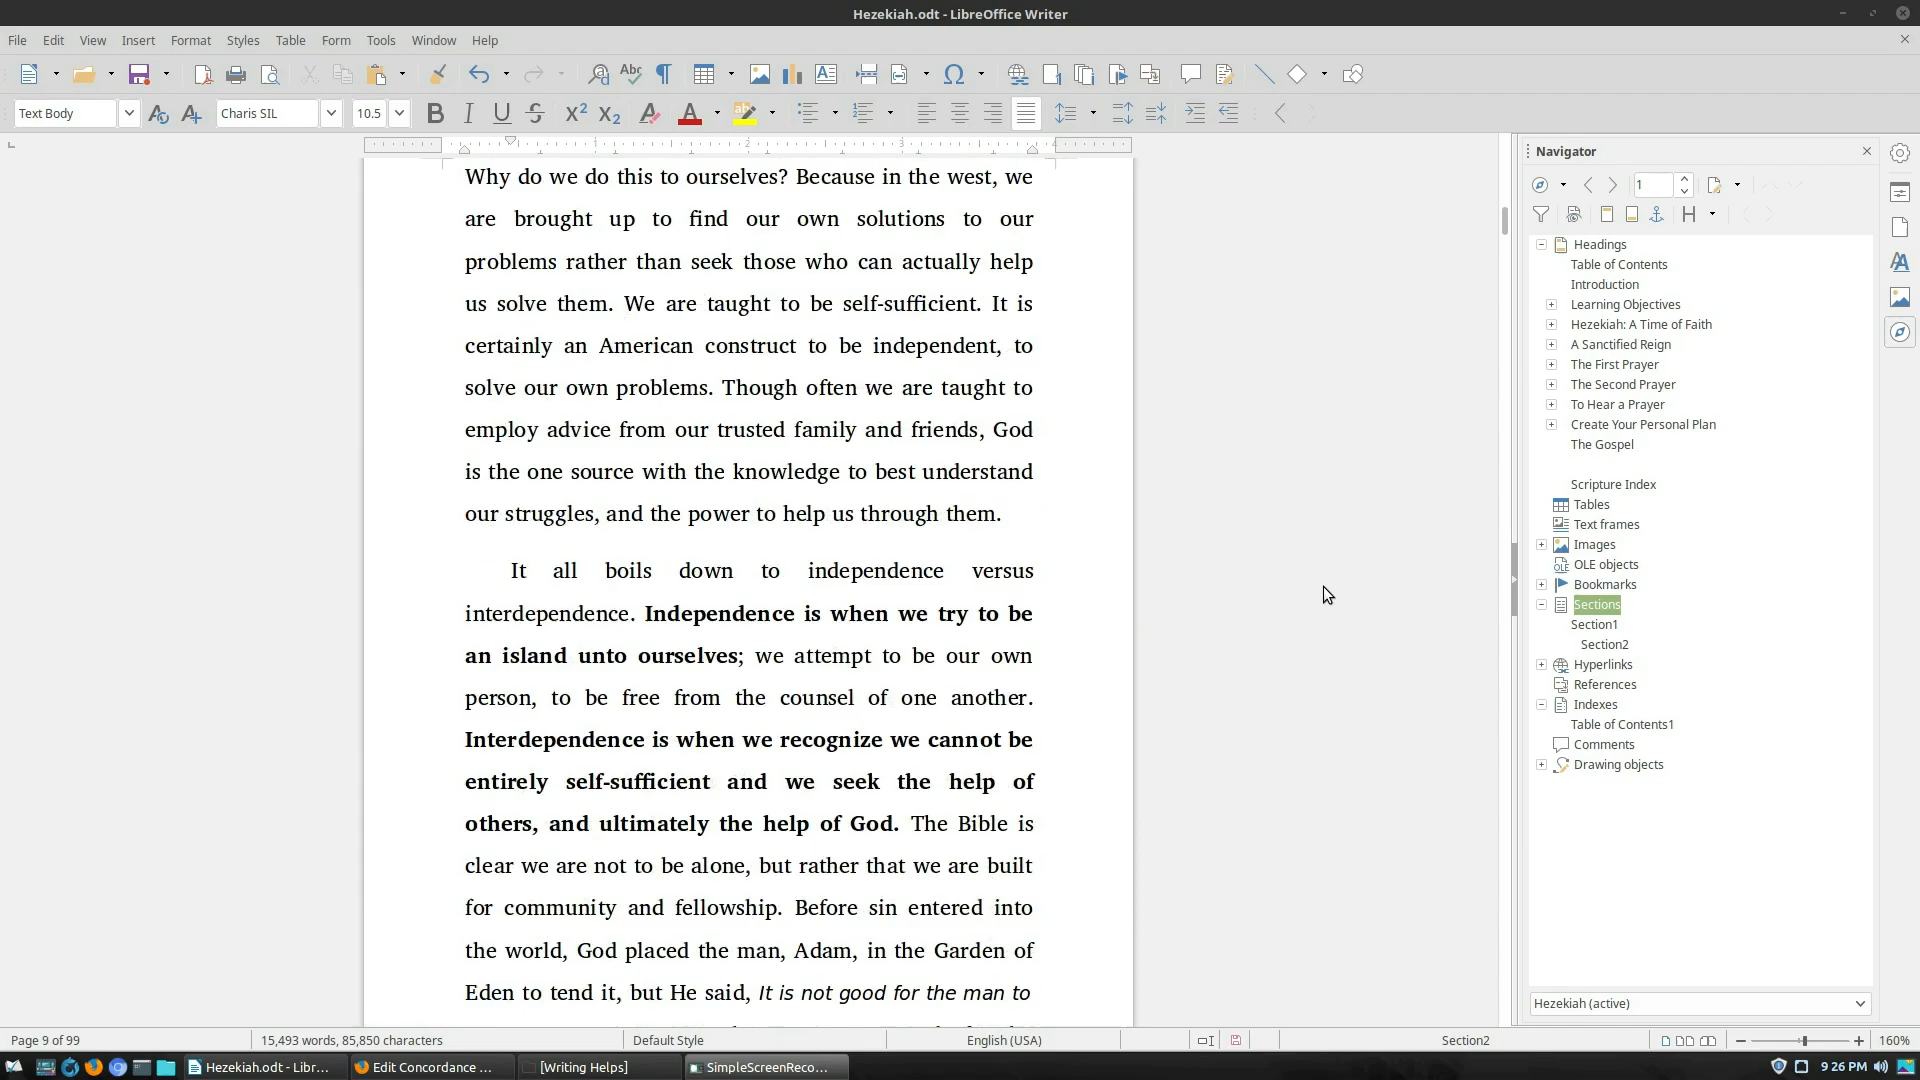 Hezekiah.odt - LibreOffice Writer
File Edit View Insert Format Styles Table Form Tools Window Help
Text Body Charis SIL 10.5
Why do we do this to ourselves? Because in the west, we
are brought up to find our own solutions to our
problems rather than seek those who can actually help
us solve them. We are taught to be self-sufficient. It is
certainly an American construct to be independent, to
solve our own problems. Though often we are taught to
employ advice from our trusted family and friends, God
is the one source with the knowledge to best understand
our struggles, and the power to help us through them.
It all boils down to independence versus
interdependence. Independence is when we try to be
an island unto ourselves; we attempt to be our own
person, to be free from the counsel of one another.
Interdependence is when we recognize we cannot be
entirely self-sufficient and we seek the help of
others, and ultimately the help of God. The Bible is
clear we are not to be alone, but rather that we are built
for community and fellowship. Before sin entered into
the world, God placed the man, Adam, in the Garden of
Eden to tend it, but He said, It is not good for the man to
Navigator
1
Headings
Table of Contents
Introduction
Learning Objectives
Hezekiah: A Time of Faith
A Sanctified Reign
The First Prayer
The Second Prayer
To Hear a Prayer
Create Your Personal Plan
The Gospel
Scripture Index
Tables
Text frames
Images
OLE objects
Bookmarks
Sections
Section1
Section2
Hyperlinks
References
Indexes
Table of Contents1
Comments
Drawing objects
Hezekiah (active)
Page 9 of 99 15,493 words, 85,850 characters Default Style English (USA) Section2 160%
Hezekiah.odt - Libr... Edit Concordance ... [Writing Helps] SimpleScreenReco... 9 26 PM